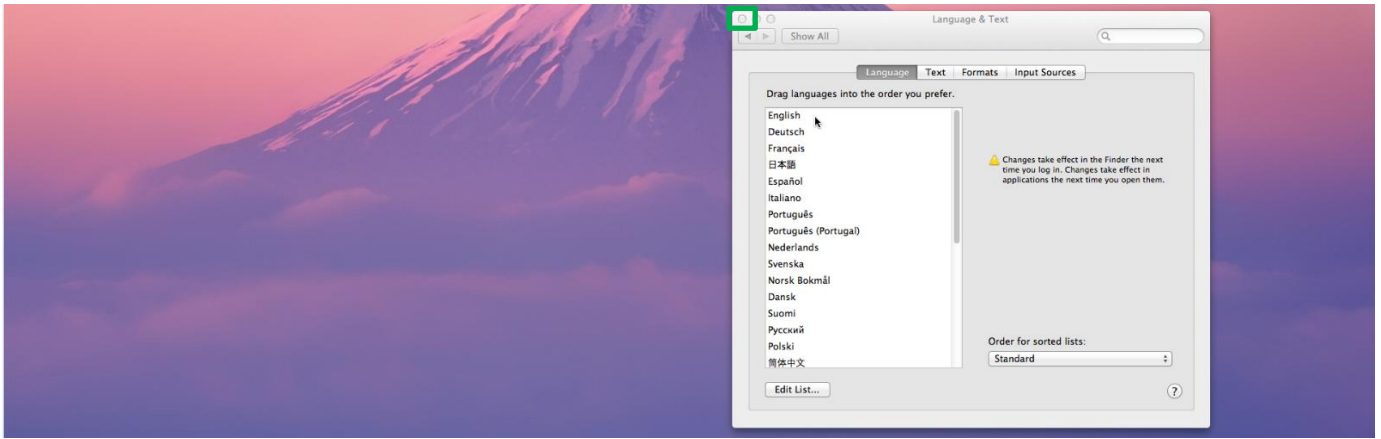 Language & Text
Show All
Language Text Formats Input Sources
Drag languages into the order you prefer.
English
Deutsch
Français
日本語
Español
Italiano
Português
Português (Portugal)
Nederlands
Svenska
Norsk Bokmål
Dansk
Suomi
Русский
Polski
简体中文
Changes take effect in the Finder the next
time you log in. Changes take effect in
applications the next time you open them.
Order for sorted lists:
Standard
Edit List...
?